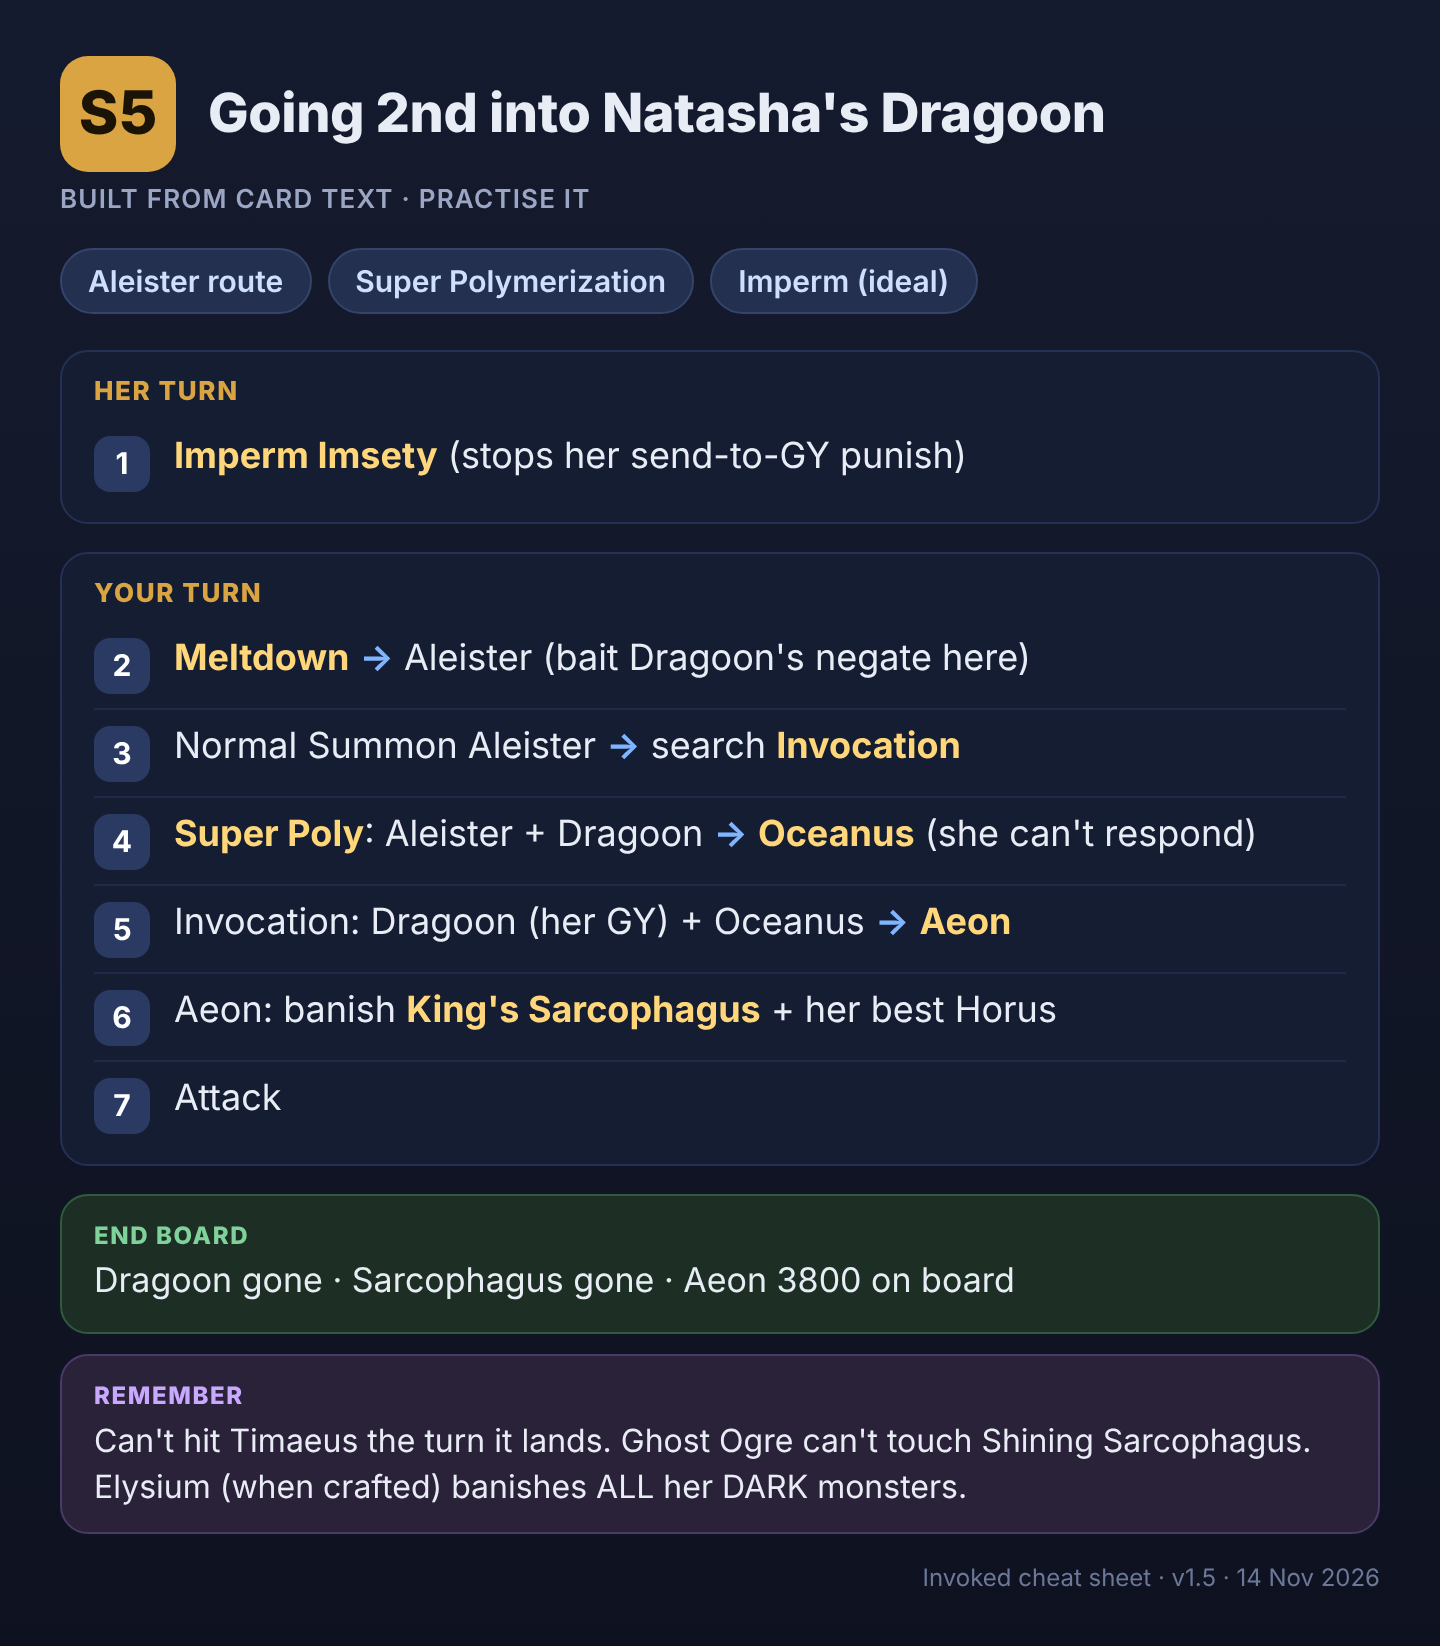 S5 Going 2nd into Natasha's Dragoon
BUILT FROM CARD TEXT · PRACTISE IT
Aleister route Super Polymerization Imperm (ideal)
HER TURN
1 Imperm Imsety (stops her send-to-GY punish)
YOUR TURN
2 Meltdown → Aleister (bait Dragoon's negate here)
3 Normal Summon Aleister → search Invocation
4 Super Poly: Aleister + Dragoon → Oceanus (she can't respond)
5 Invocation: Dragoon (her GY) + Oceanus → Aeon
6 Aeon: banish King's Sarcophagus + her best Horus
7 Attack
END BOARD
Dragoon gone · Sarcophagus gone · Aeon 3800 on board
REMEMBER
Can't hit Timaeus the turn it lands. Ghost Ogre can't touch Shining Sarcophagus.
Elysium (when crafted) banishes ALL her DARK monsters.
Invoked cheat sheet · v1.5 · 14 Nov 2026